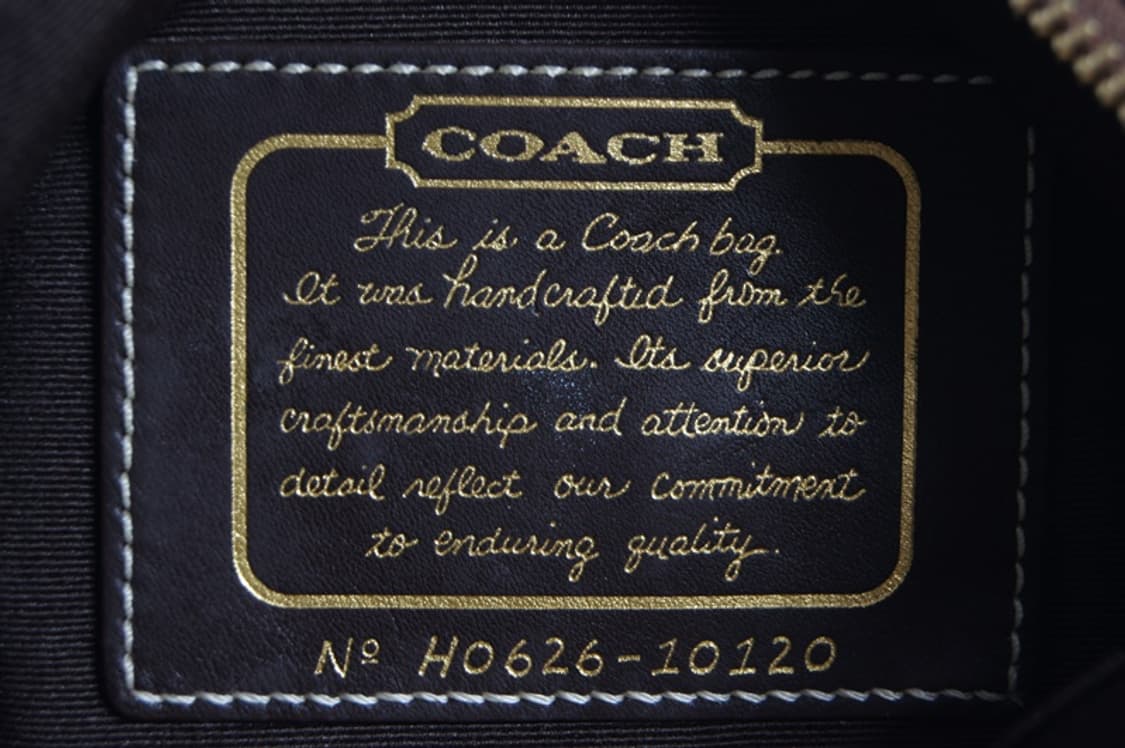 COACH
This is a Coach bag.
It was handcrafted from the
finest materials. Its superior
craftsmanship and attention to
detail reflect our commitment
to enduring quality.
Nº H0626-10120